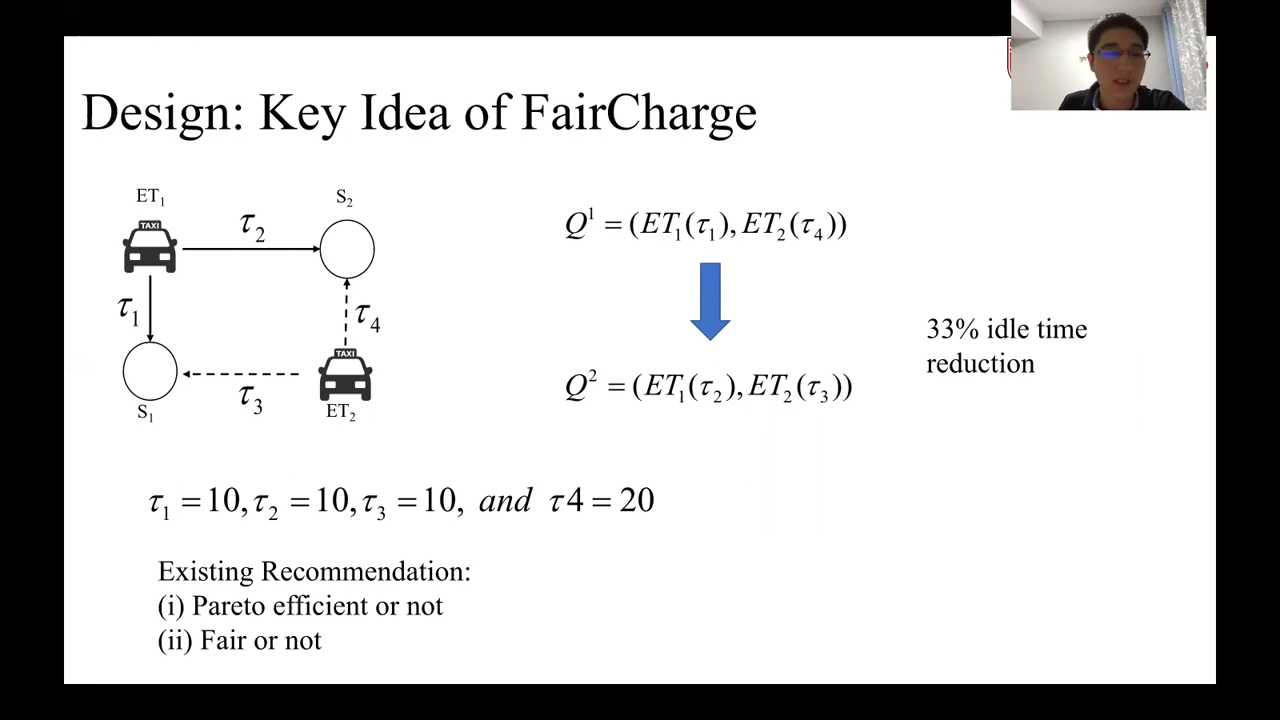 Design: Key Idea of FairCharge
ET₁
S₂
TAXI
τ₂
τ₁
τ₄
TAXI
τ₃
S₁
ET₂
Q¹ = (ET₁(τ₁), ET₂(τ₄))
Q² = (ET₁(τ₂), ET₂(τ₃))
33% idle time
reduction
τ₁ = 10, τ₂ = 10, τ₃ = 10, and τ4 = 20
Existing Recommendation:
(i) Pareto efficient or not
(ii) Fair or not